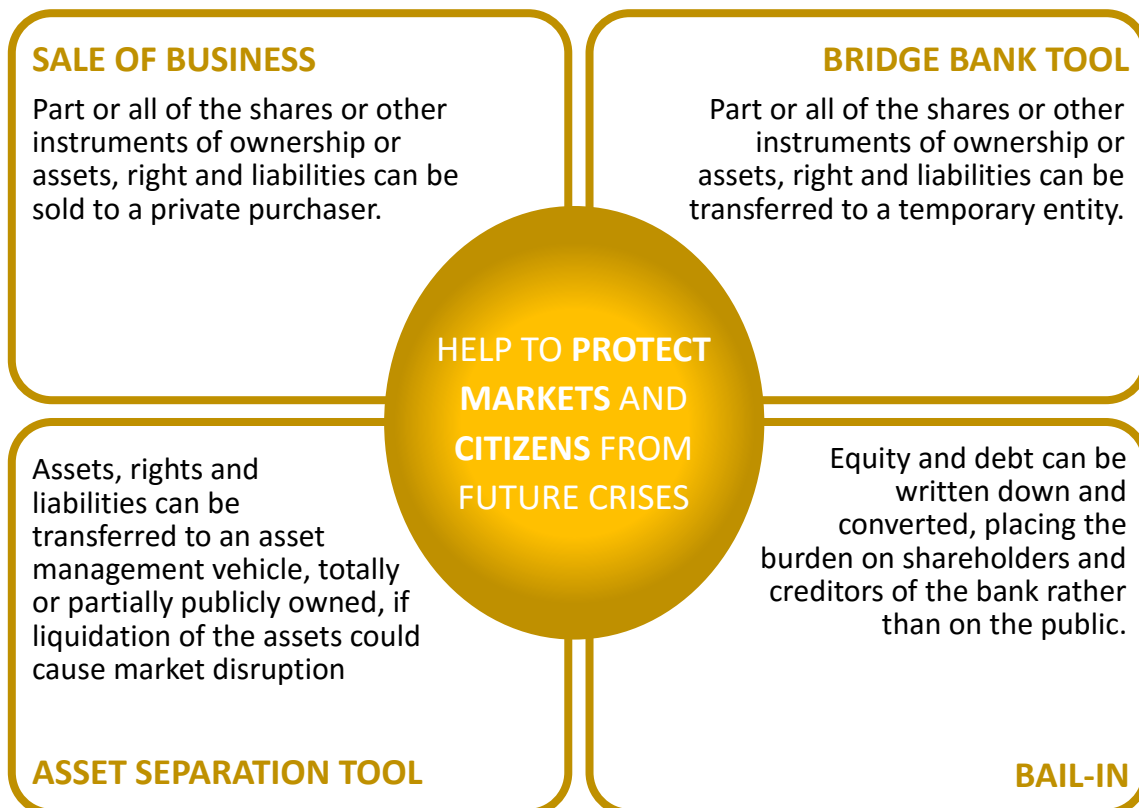 SALE OF BUSINESS
Part or all of the shares or other
instruments of ownership or
assets, right and liabilities can be
sold to a private purchaser.
BRIDGE BANK TOOL
Part or all of the shares or other
instruments of ownership or
assets, right and liabilities can be
transferred to a temporary entity.
HELP TO PROTECT
MARKETS AND
CITIZENS FROM
FUTURE CRISES
Assets, rights and
liabilities can be
transferred to an asset
management vehicle, totally
or partially publicly owned, if
liquidation of the assets could
cause market disruption
ASSET SEPARATION TOOL
Equity and debt can be
written down and
converted, placing the
burden on shareholders and
creditors of the bank rather
than on the public.
BAIL-IN